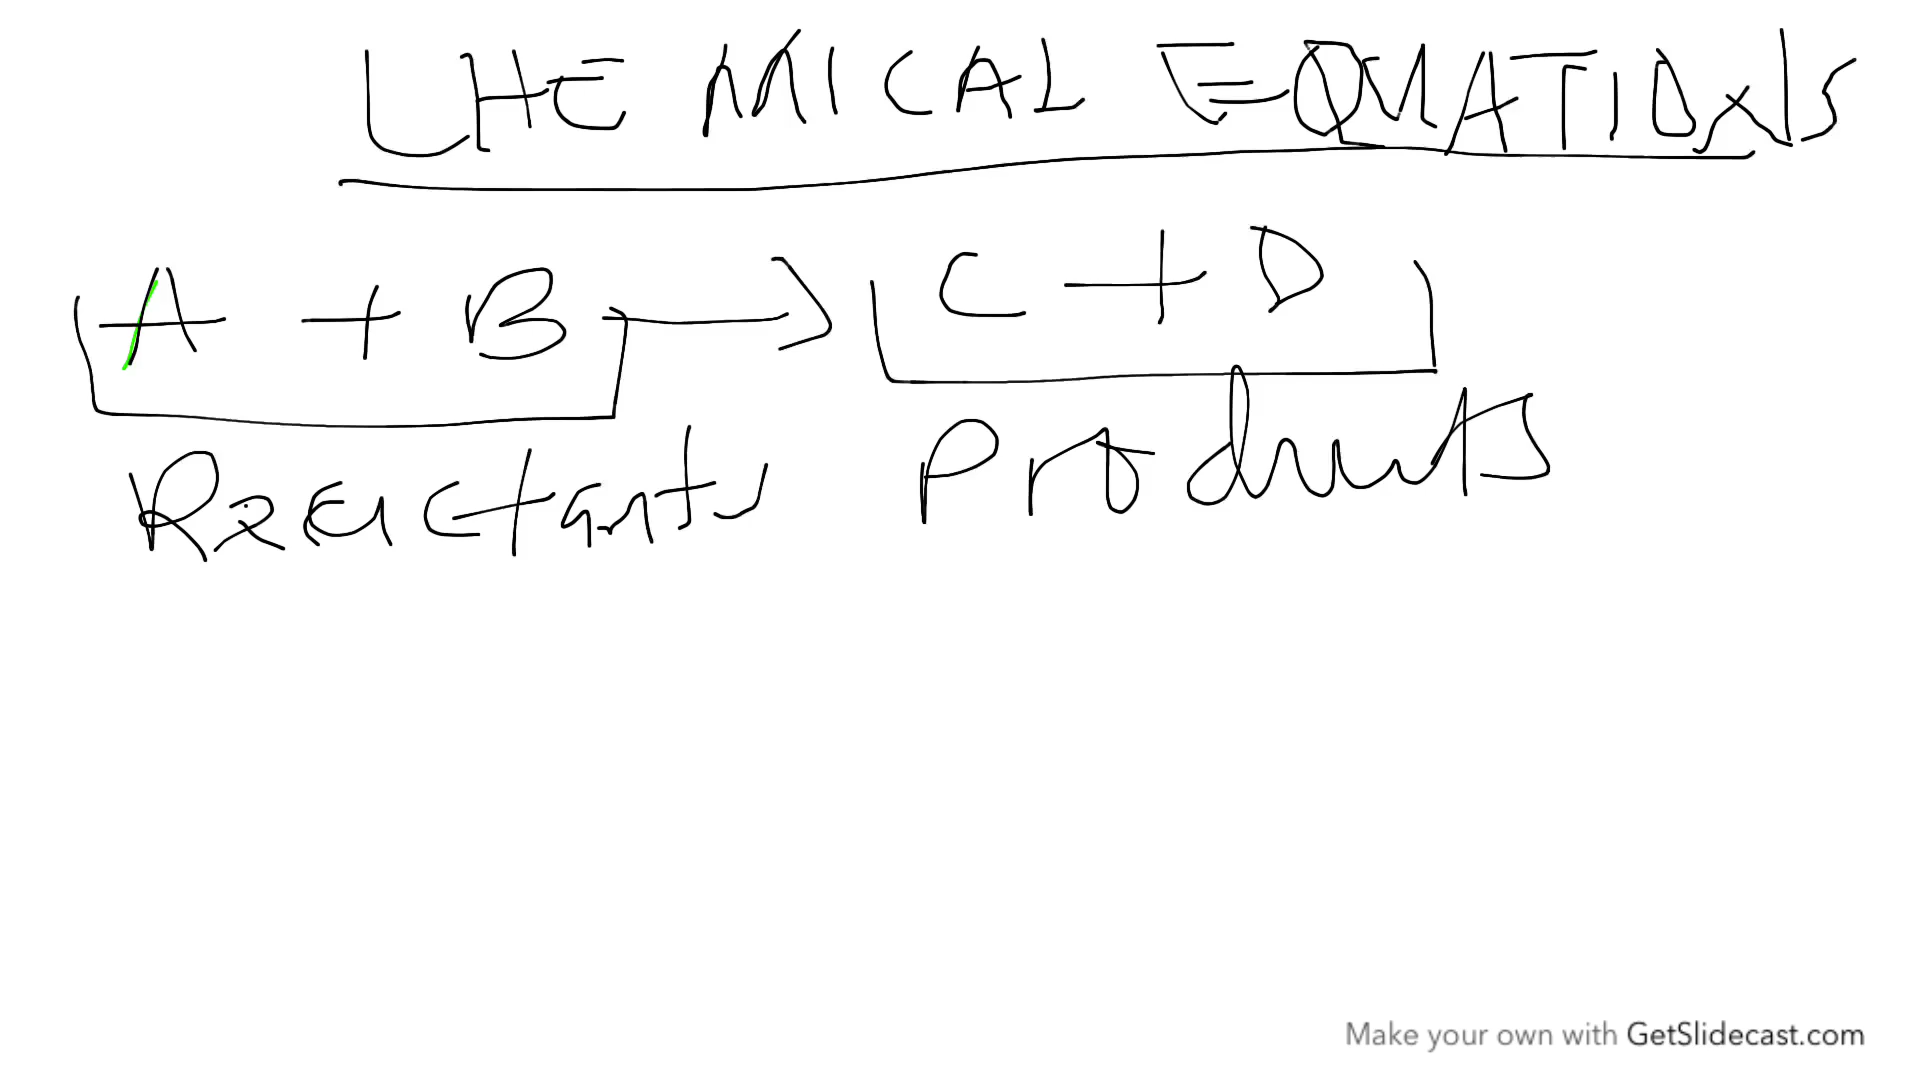 CHEMICAL EQUATIONS
A + B → C + D
Reactants Products
Make your own with GetSlidecast.com